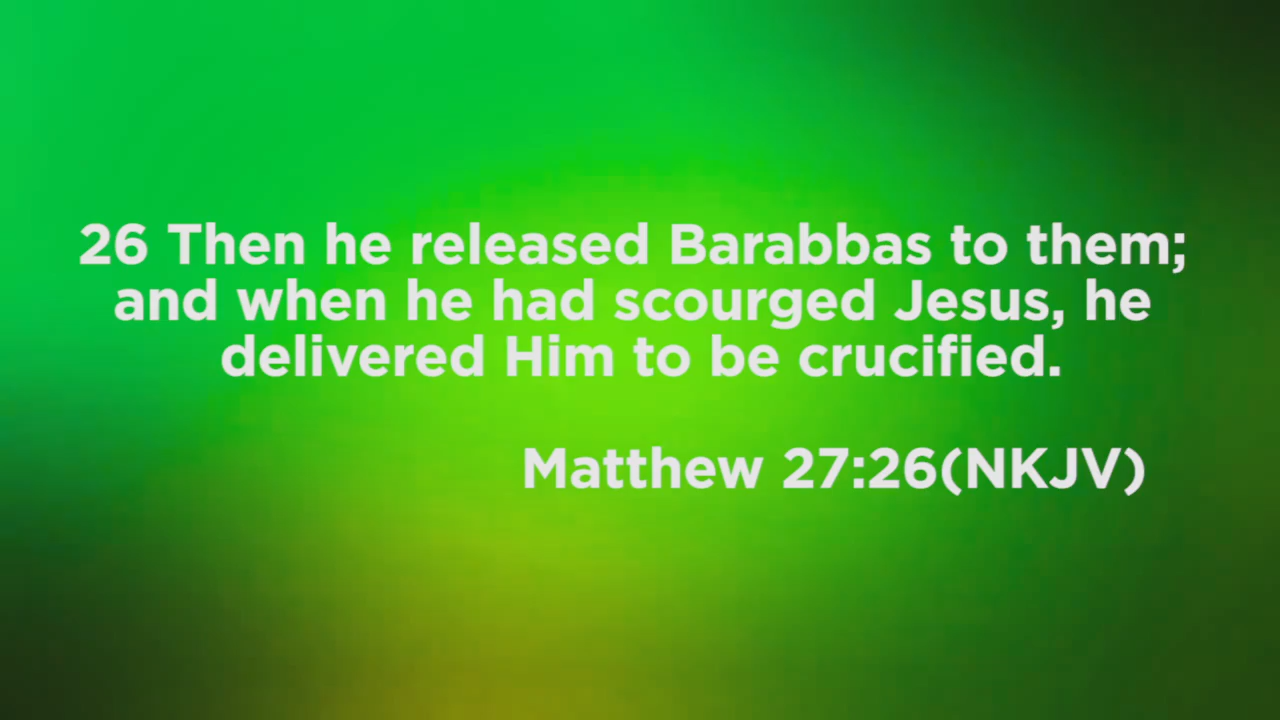 26 Then he released Barabbas to them;
and when he had scourged Jesus, he
delivered Him to be crucified.
Matthew 27:26(NKJV)